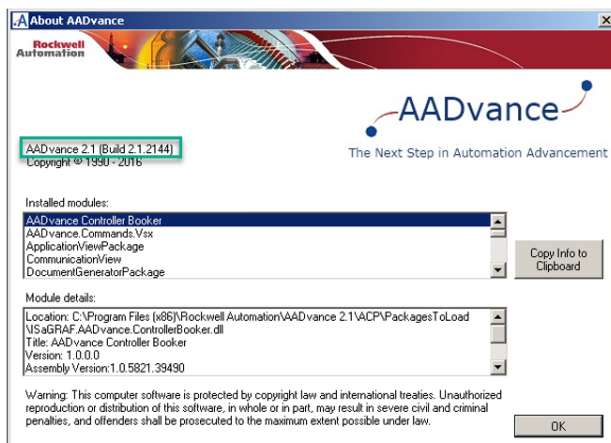 About AADvance
Rockwell
Automation
AADvance
The Next Step in Automation Advancement
AADvance 2.1 (Build 2.1.2144)
Copyright © 1990 - 2016
Installed modules:
AADvance Controller Booker
AADvance.Commands.Vsx
ApplicationViewPackage
CommunicationView
DocumentGeneratorPackage
Copy Info to
Clipboard
Module details:
Location: C:\Program Files (x86)\Rockwell Automation\AADvance 2.1\ACP\PackagesToLoad
\ISaGRAF.AADvance.ControllerBooker.dll
Title: AADvance Controller Booker
Version: 1.0.0.0
Assembly Version:1.0.5821.39490
Warning: This computer software is protected by copyright law and international treaties. Unauthorized
reproduction or distribution of this software, in whole or in part, may result in severe civil and criminal
penalties, and offenders shall be prosecuted to the maximum extent possible under law.
OK